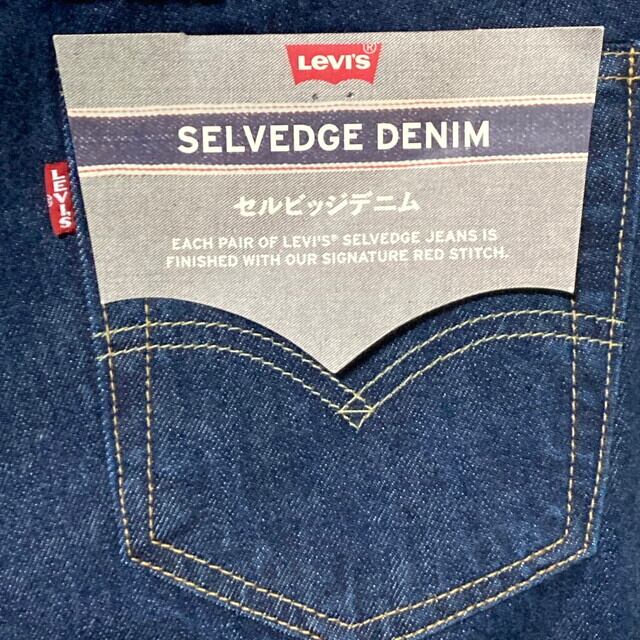 LEVI'S®
SELVEDGE DENIM
LEVI'S®
セルビッジデニム
EACH PAIR OF LEVI'S® SELVEDGE JEANS IS
FINISHED WITH OUR SIGNATURE RED STITCH.